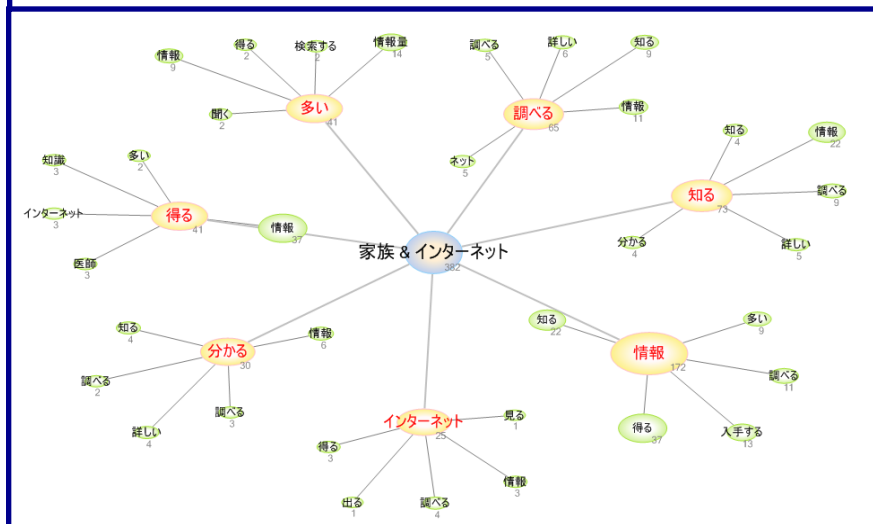 情報
9
得る
2
検索する
2
情報量
14
聞く
2
多い
41
調べる
5
詳しい
6
知る
9
情報
11
ネット
5
調べる
65
知る
4
情報
22
調べる
9
詳しい
5
分かる
4
知る
73
知識
3
多い
2
インターネット
3
医師
3
得る
41
情報
37
家族 & インターネット
382
知る
4
情報
6
調べる
2
詳しい
4
調べる
3
分かる
30
インターネット
25
見る
1
得る
3
出る
1
調べる
4
情報
3
知る
22
多い
9
情報
172
調べる
11
得る
37
入手する
13